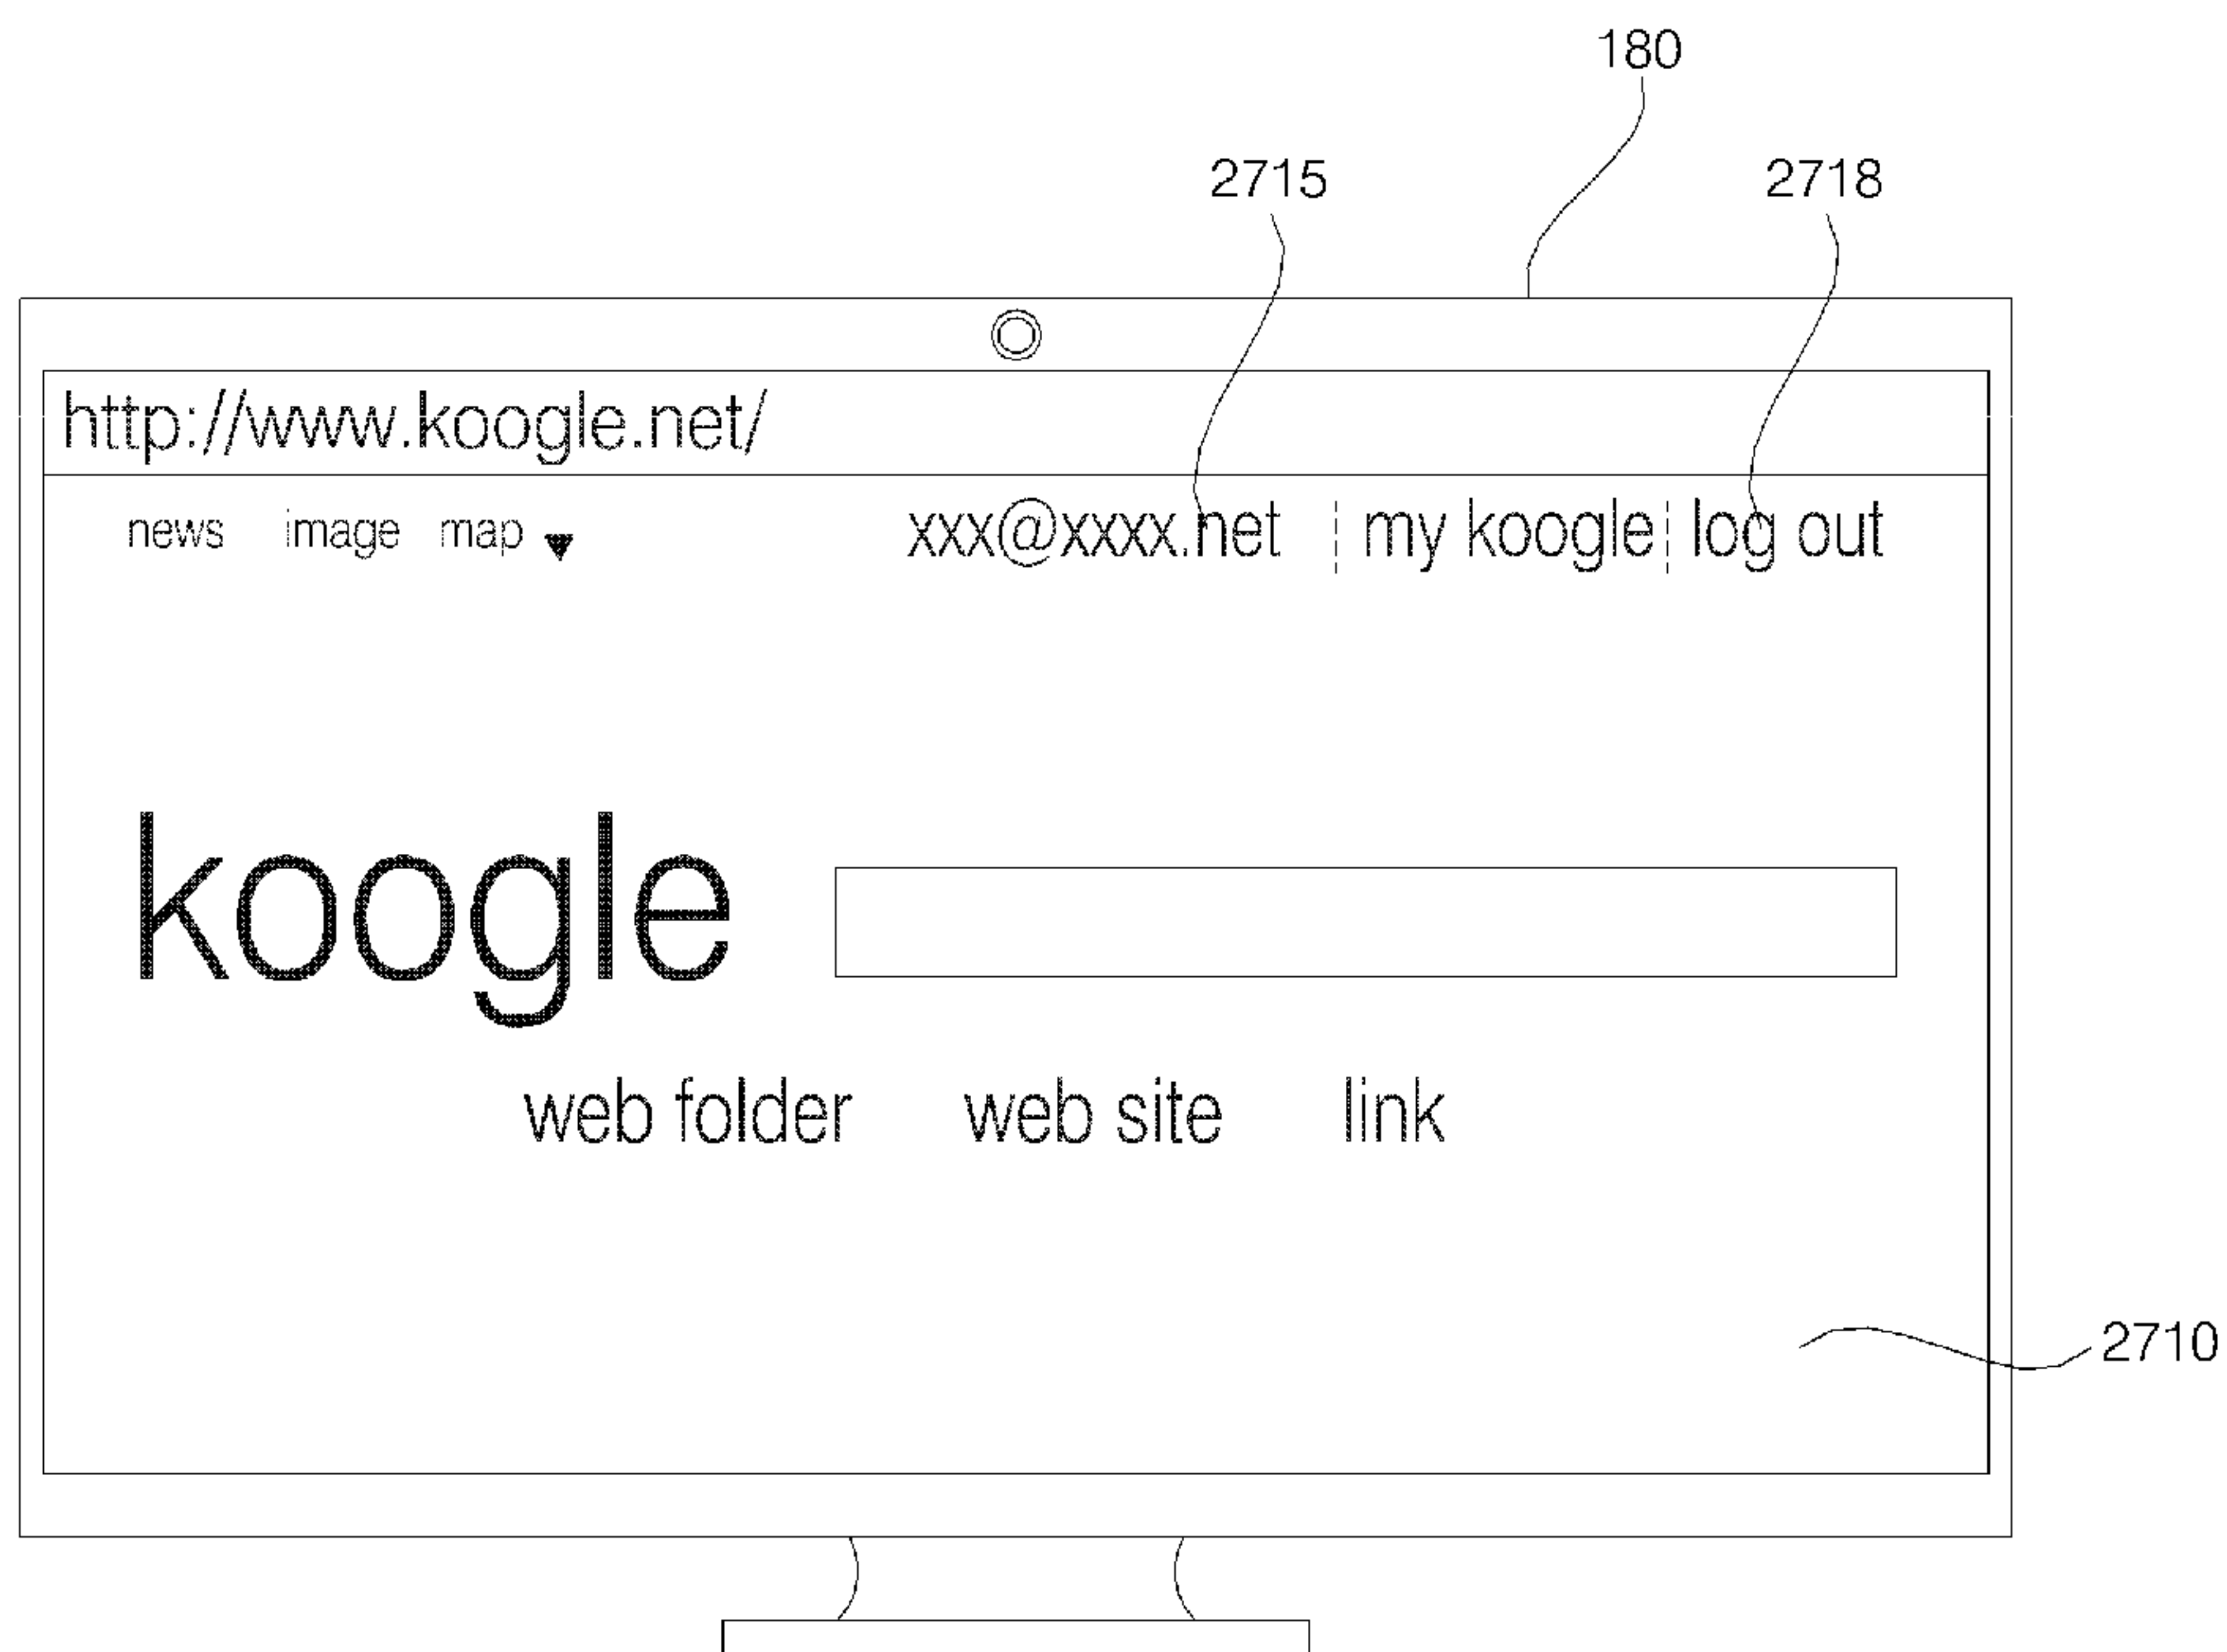 180
2715 2718
http://www.koogle.net/
news image map xxx@xxxx.net my koogle log out
koogle
web folder web site link
2710